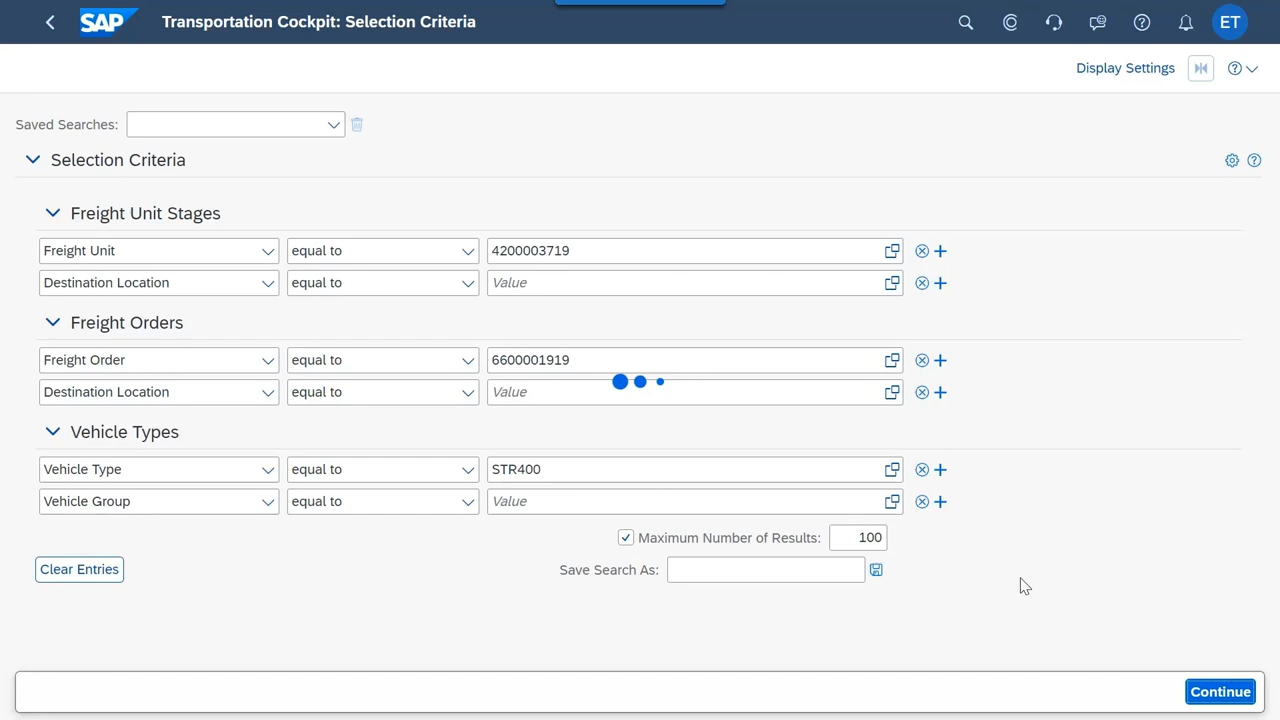 SAP Transportation Cockpit: Selection Criteria ET
Display Settings
Saved Searches:
Selection Criteria
Freight Unit Stages
Freight Unit equal to 4200003719
Destination Location equal to Value
Freight Orders
Freight Order equal to 6600001919
Destination Location equal to Value
Vehicle Types
Vehicle Type equal to STR400
Vehicle Group equal to Value
Maximum Number of Results: 100
Clear Entries Save Search As:
Continue